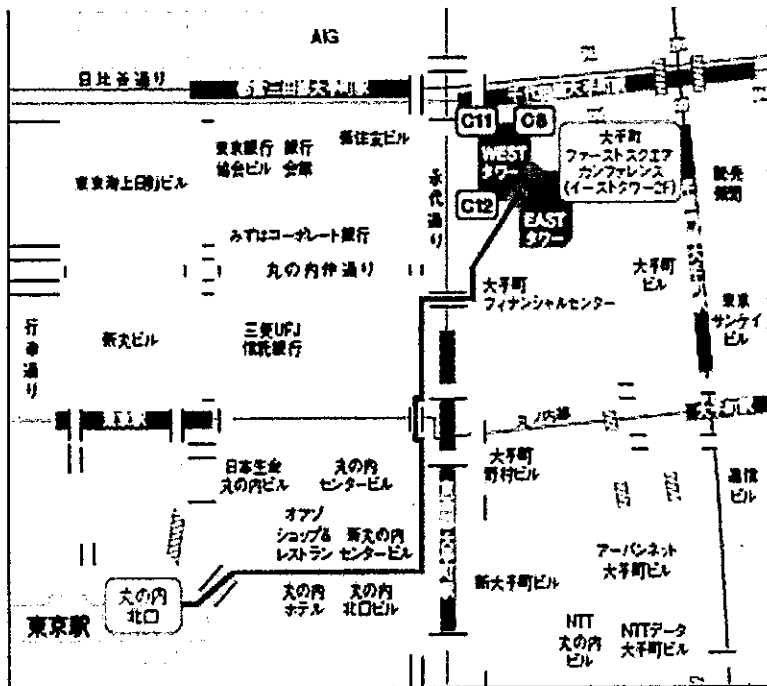 AIG
日比谷通り
C11
C8
大手町
ファーストスクエア
カンファレンス
(イーストタワー2F)
WEST
タワー
C12
EAST
タワー
東京銀行
協会ビル
銀行
会館
新住友ビル
東京海上日動ビル
永代通り
読売
新聞
みずほコーポレート銀行
丸の内仲通り
大手町
フィナンシャルセンター
大手町
ビル
東京
サンケイ
ビル
行幸通り
新丸ビル
三菱UFJ
信託銀行
丸ノ内線
日本生命
丸の内ビル
丸の内
センタービル
大手町
野村ビル
通信
ビル
オアゾ
ショップ&
レストラン
新丸の内
センタービル
アーバンネット
大手町ビル
新大手町ビル
丸の内
北口
東京駅
丸の内
ホテル
丸の内
北口ビル
NTT
丸の内
ビル
NTTデータ
大手町ビル